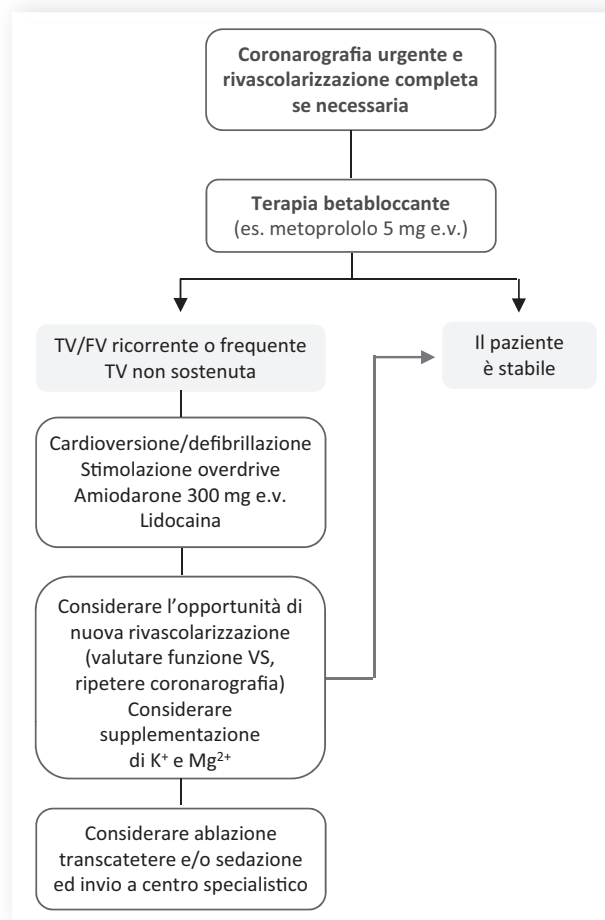 Coronarografia urgente e
rivascolarizzazione completa
se necessaria
Terapia betabloccante
(es. metoprololo 5 mg e.v.)
TV/FV ricorrente o frequente
TV non sostenuta
Il paziente
è stabile
Cardioversione/defibrillazione
Stimolazione overdrive
Amiodarone 300 mg e.v.
Lidocaina
Considerare l’opportunità di
nuova rivascolarizzazione
(valutare funzione VS,
ripetere coronarografia)
Considerare
supplementazione
di K⁺ e Mg²⁺
Considerare ablazione
transcatetere e/o sedazione
ed invio a centro specialistico